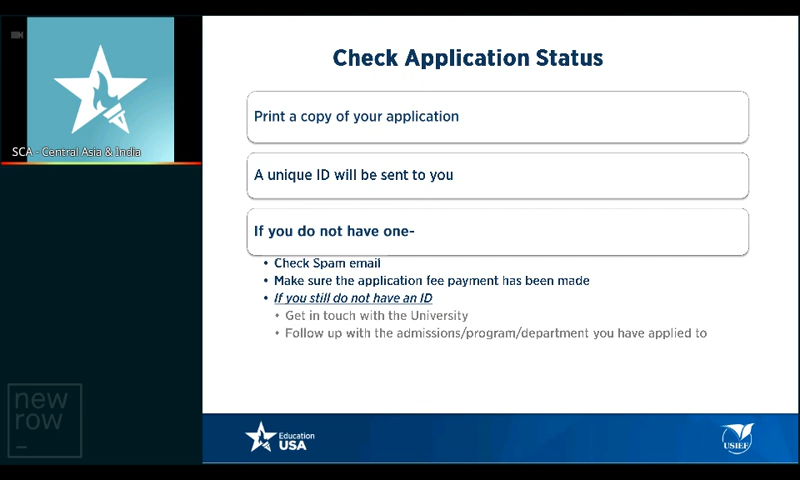 SCA - Central Asia & India
Check Application Status
Print a copy of your application
A unique ID will be sent to you
If you do not have one-
• Check Spam email
• Make sure the application fee payment has been made
• If you still do not have an ID
• Get in touch with the University
• Follow up with the admissions/program/department you have applied to
new
row
Education
USA
USIEF